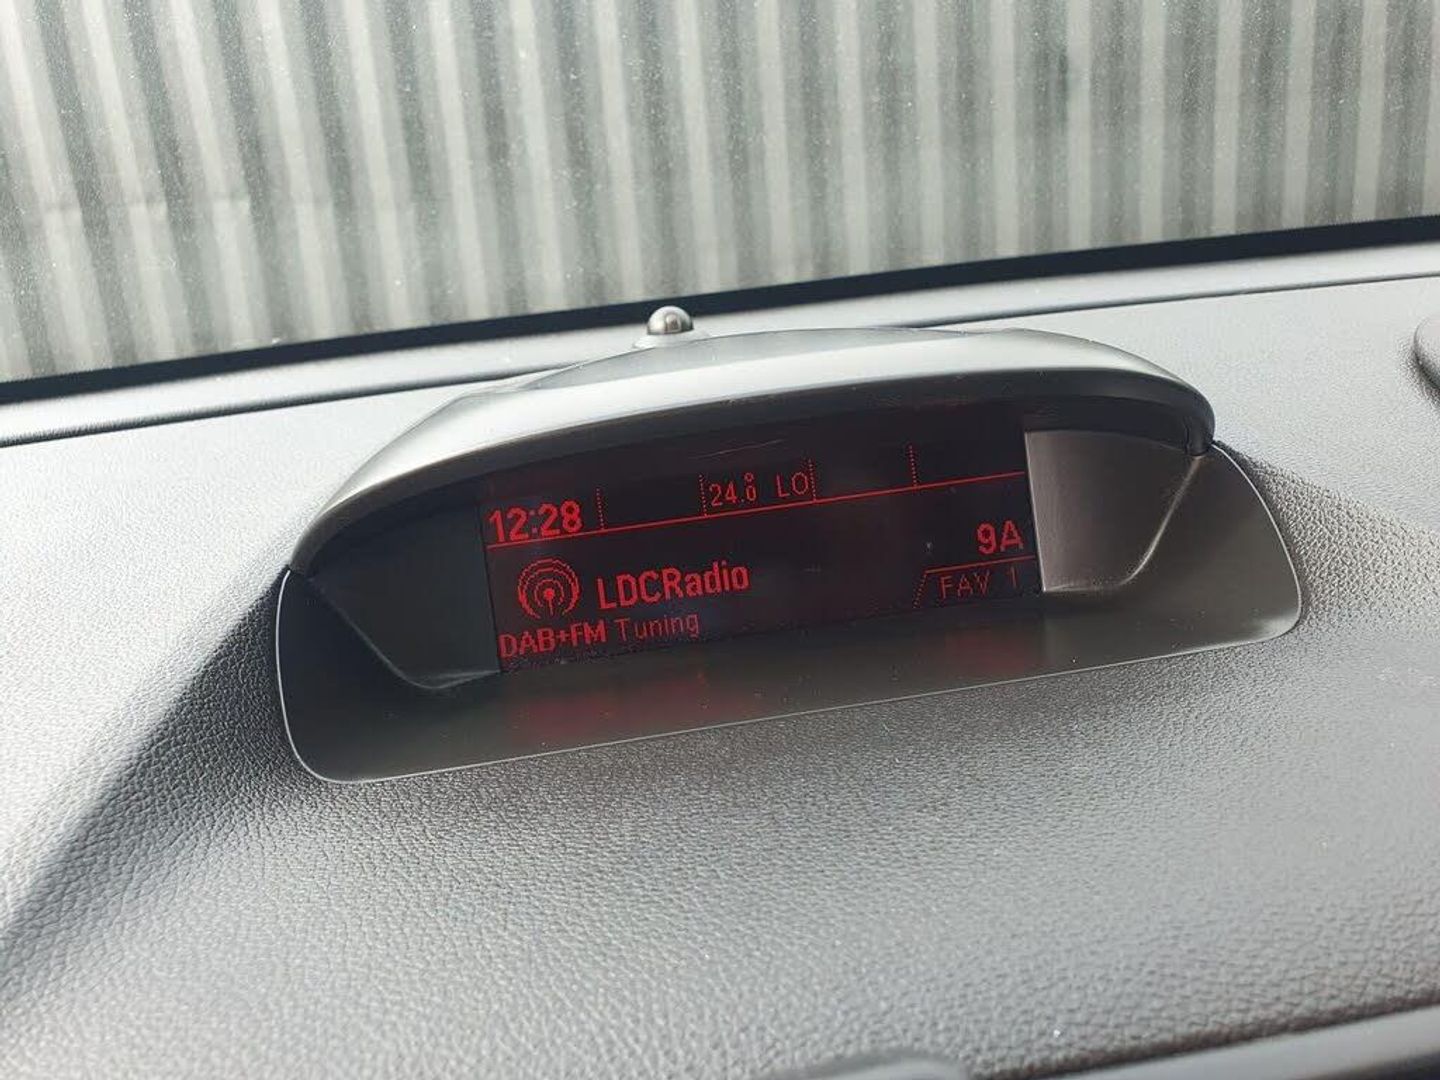 12:28 24.0° LO
9A
LDCRadio
FAV 1
DAB+FM Tuning